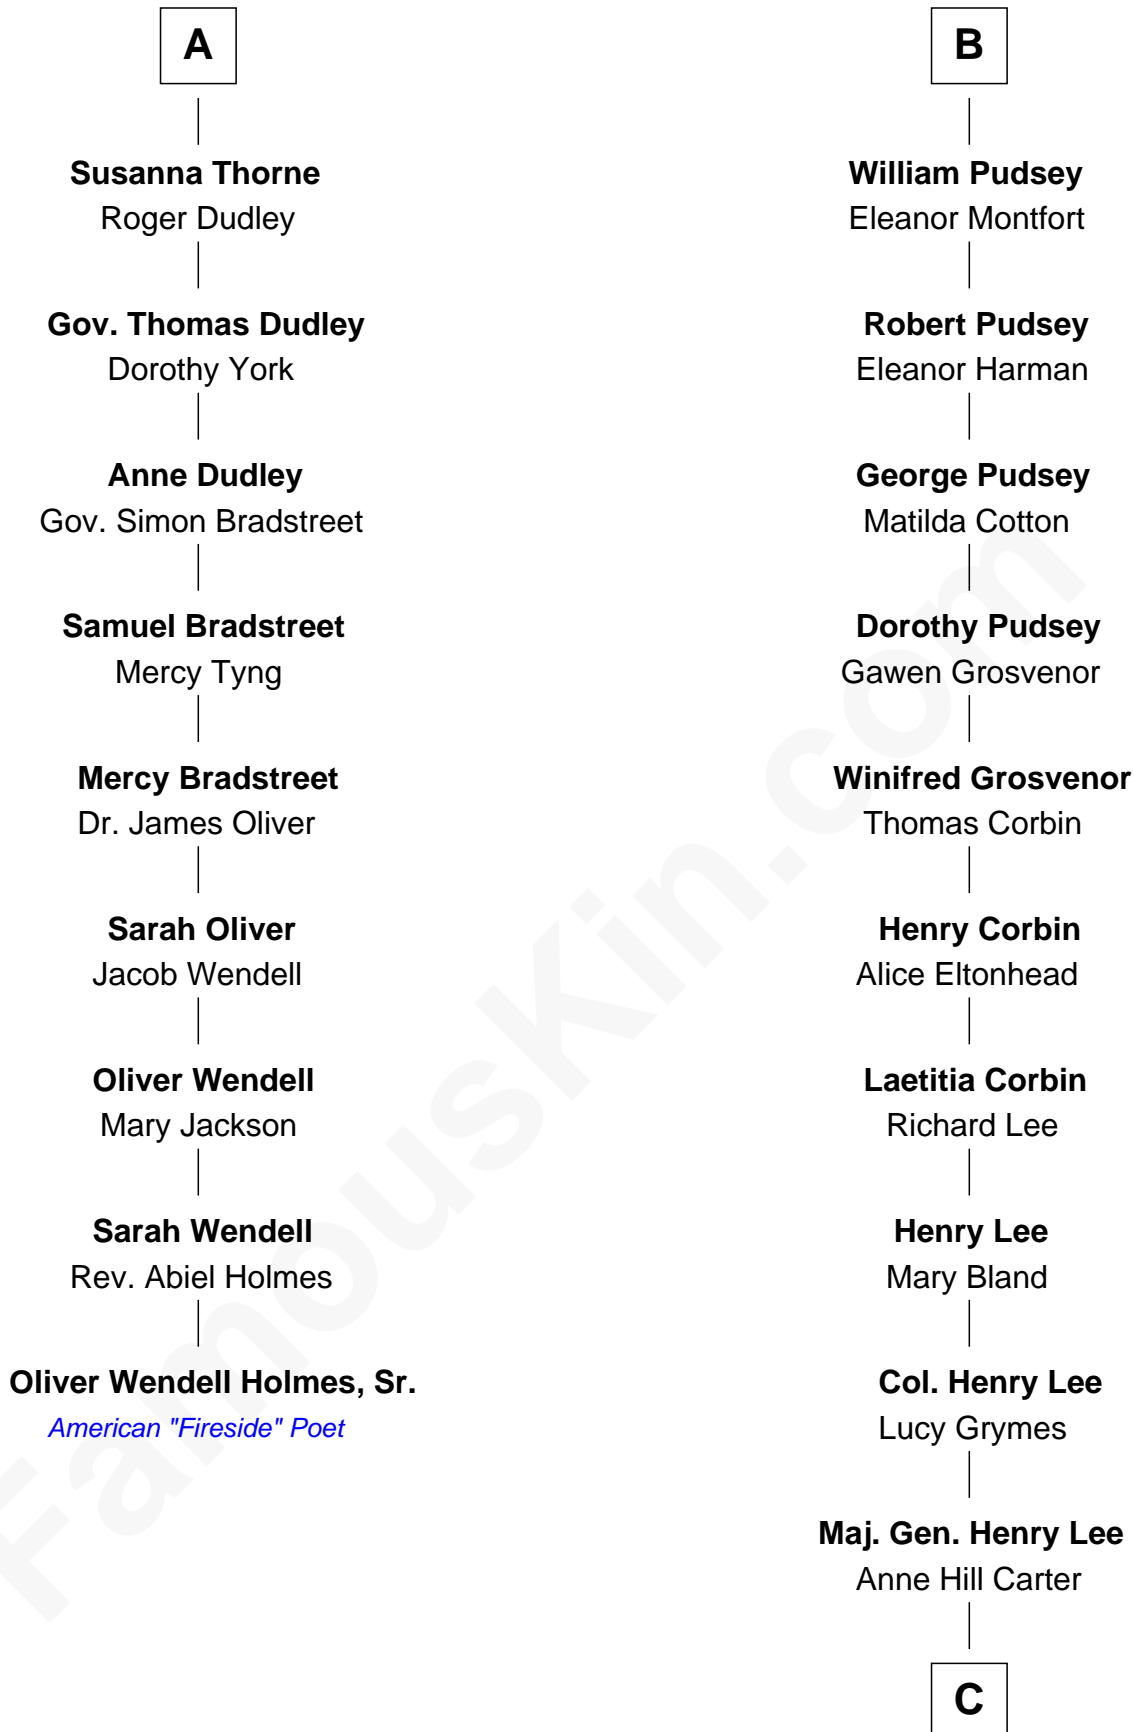 A
Susanna Thorne
Roger Dudley
Gov. Thomas Dudley
Dorothy York
Anne Dudley
Gov. Simon Bradstreet
Samuel Bradstreet
Mercy Tyng
Mercy Bradstreet
Dr. James Oliver
Sarah Oliver
Jacob Wendell
Oliver Wendell
Mary Jackson
Sarah Wendell
Rev. Abiel Holmes
Oliver Wendell Holmes, Sr.
American "Fireside" Poet
B
William Pudsey
Eleanor Montfort
Robert Pudsey
Eleanor Harman
George Pudsey
Matilda Cotton
Dorothy Pudsey
Gawen Grosvenor
Winifred Grosvenor
Thomas Corbin
Henry Corbin
Alice Eltonhead
Laetitia Corbin
Richard Lee
Henry Lee
Mary Bland
Col. Henry Lee
Lucy Grymes
Maj. Gen. Henry Lee
Anne Hill Carter
C
FamousKin.com